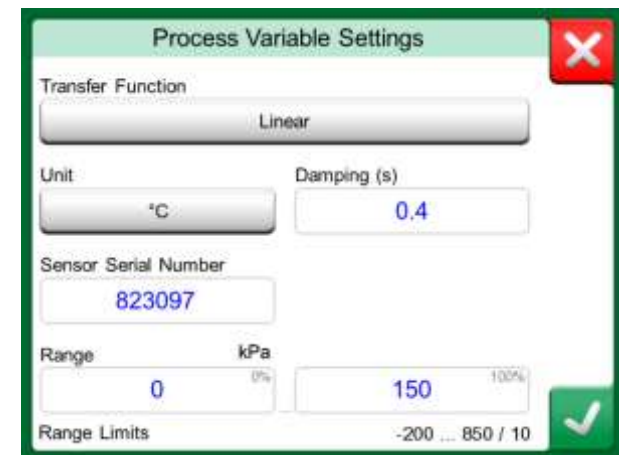 Process Variable Settings
Transfer Function
Linear
Unit Damping (s)
°C 0.4
Sensor Serial Number
823097
Range kPa
0 0% 150 100%
Range Limits -200 ... 850 / 10